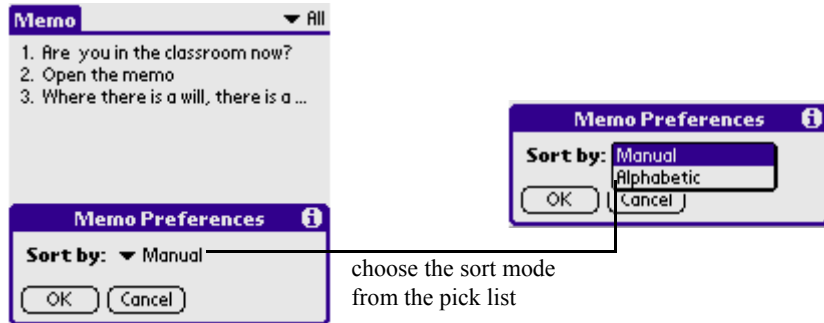 Memo All
1. Are you in the classroom now?
2. Open the memo
3. Where there is a will, there is a ...
Memo Preferences
Sort by: Manual
OK Cancel
Memo Preferences
Sort by: Manual
Alphabetic
OK Cancel
choose the sort mode
from the pick list